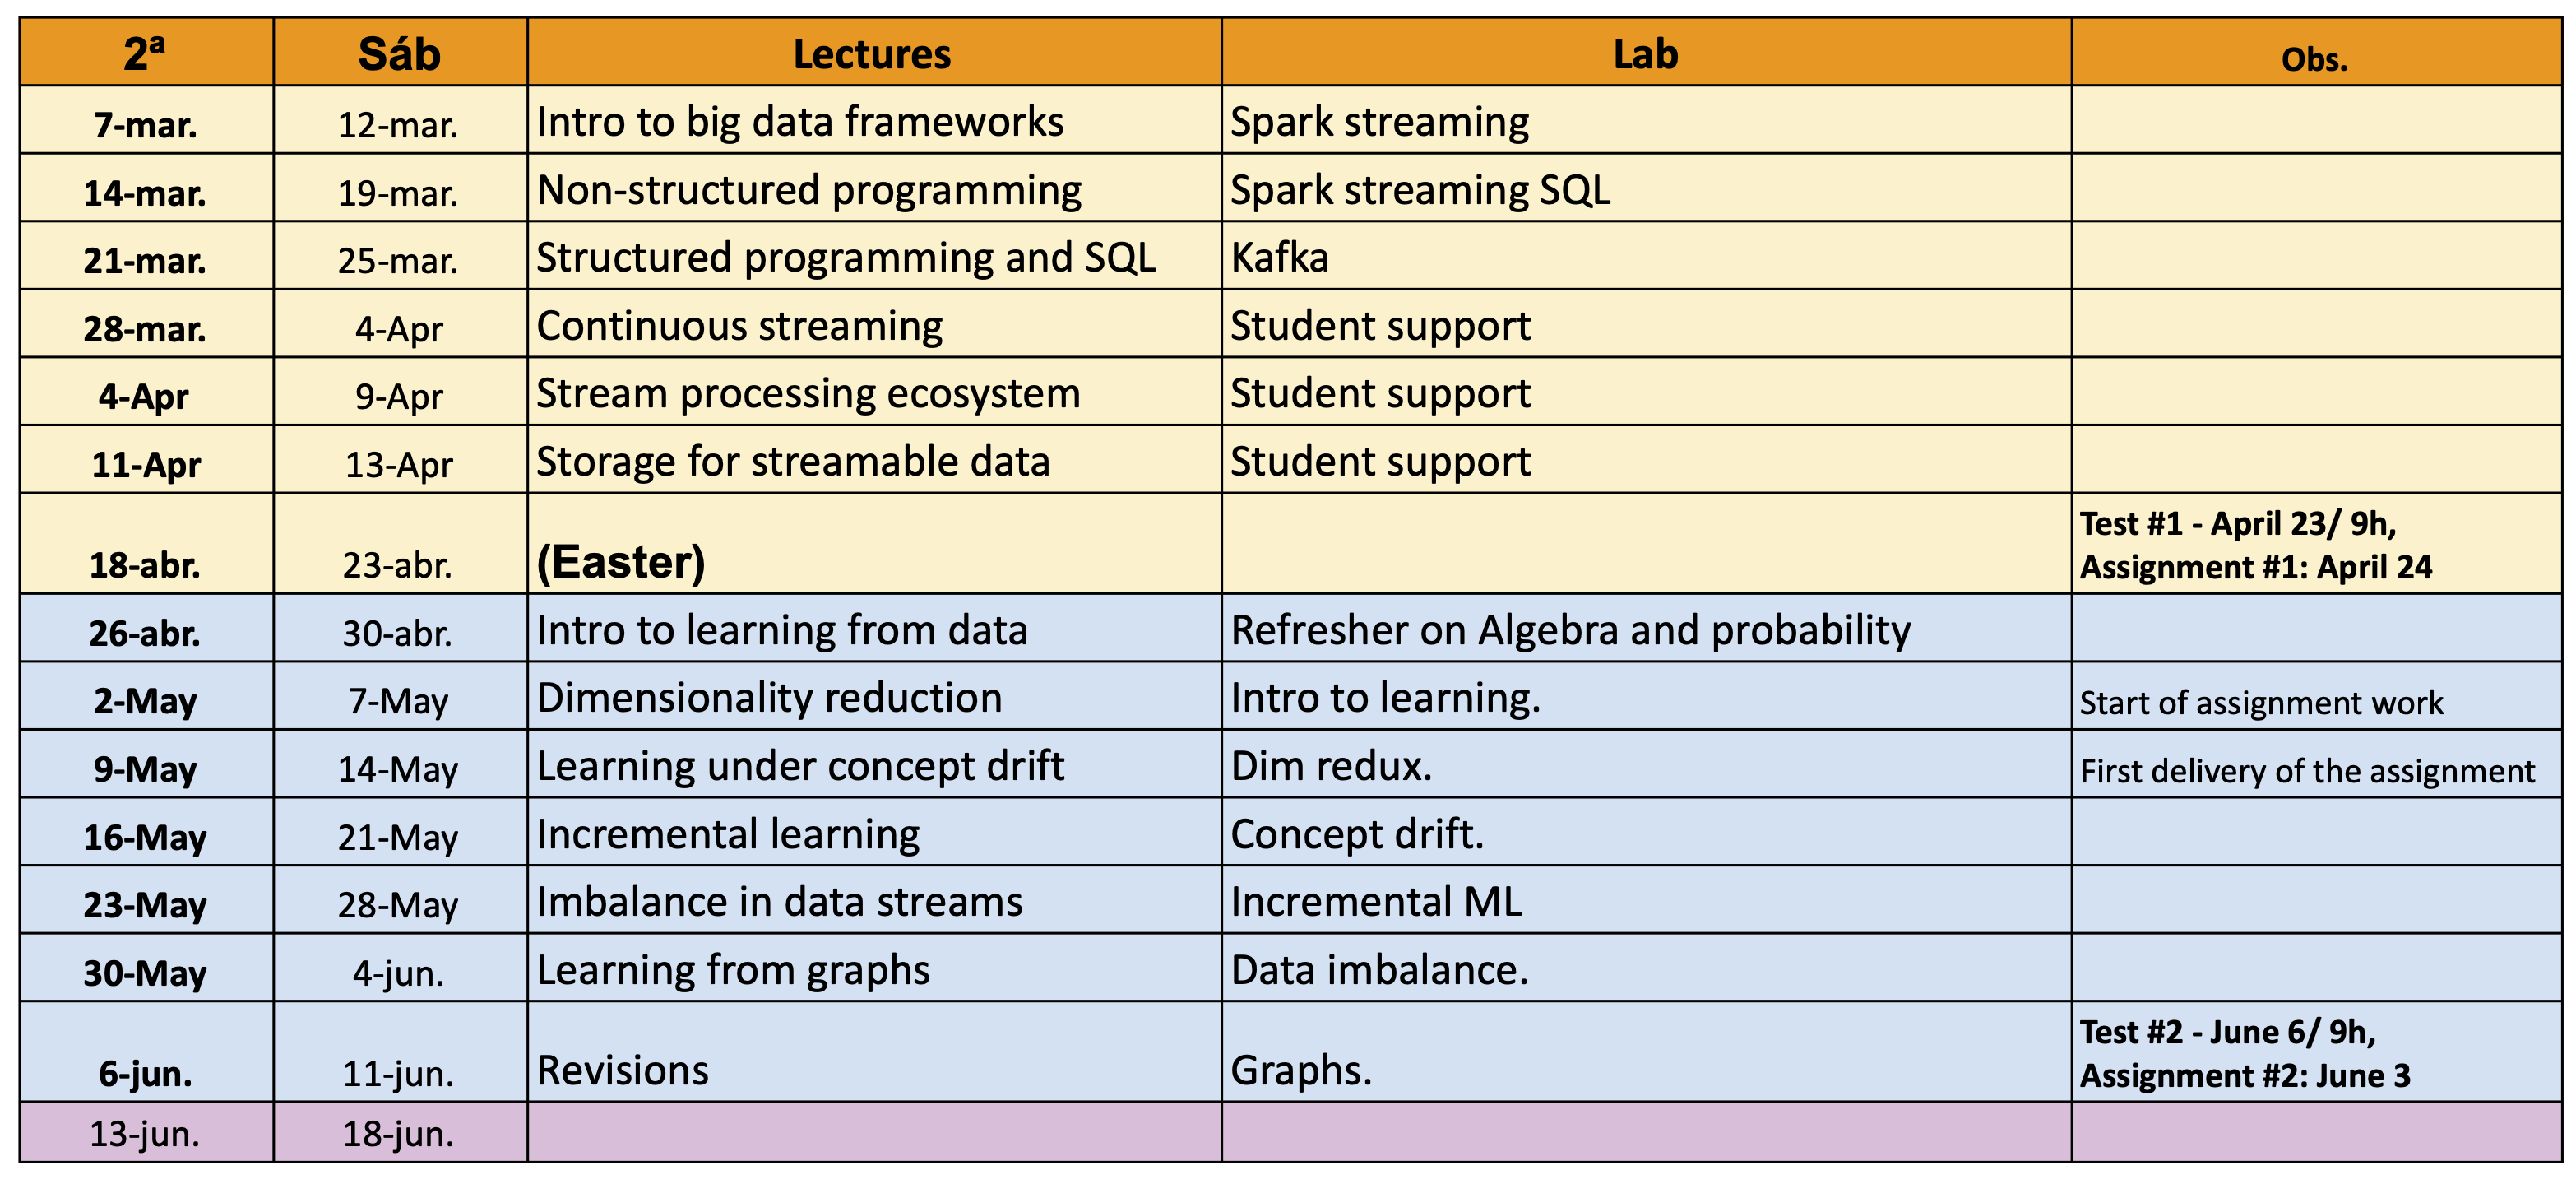 2ª Sáb Lectures Lab Obs.
7-mar. 12-mar. Intro to big data frameworks Spark streaming
14-mar. 19-mar. Non-structured programming Spark streaming SQL
21-mar. 25-mar. Structured programming and SQL Kafka
28-mar. 4-Apr Continuous streaming Student support
4-Apr 9-Apr Stream processing ecosystem Student support
11-Apr 13-Apr Storage for streamable data Student support
Test #1 - April 23/ 9h,
18-abr. 23-abr. (Easter) Assignment #1: April 24
26-abr. 30-abr. Intro to learning from data Refresher on Algebra and probability
2-May 7-May Dimensionality reduction Intro to learning. Start of assignment work
9-May 14-May Learning under concept drift Dim redux. First delivery of the assignment
16-May 21-May Incremental learning Concept drift.
23-May 28-May Imbalance in data streams Incremental ML
30-May 4-jun. Learning from graphs Data imbalance.
Test #2 - June 6/ 9h,
6-jun. 11-jun. Revisions Graphs. Assignment #2: June 3
13-jun. 18-jun.